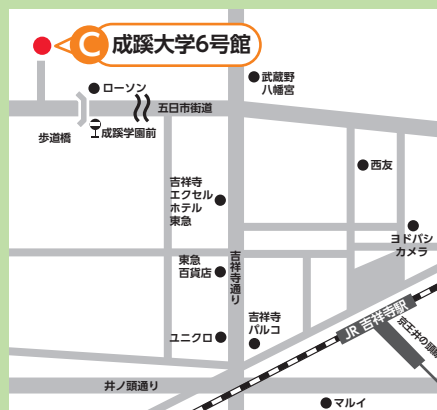 C 成蹊大学6号館
ローソン
武蔵野
八幡宮
五日市街道
歩道橋
成蹊学園前
西友
吉祥寺
エクセル
ホテル
東急
ヨドバシ
カメラ
東急
百貨店
吉祥寺通り
吉祥寺
パルコ
ユニクロ
JR 吉祥寺駅
京王井の頭線
井ノ頭通り
マルイ